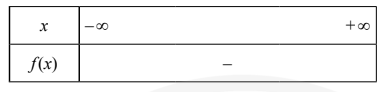 x −∞ +∞
f(x) −